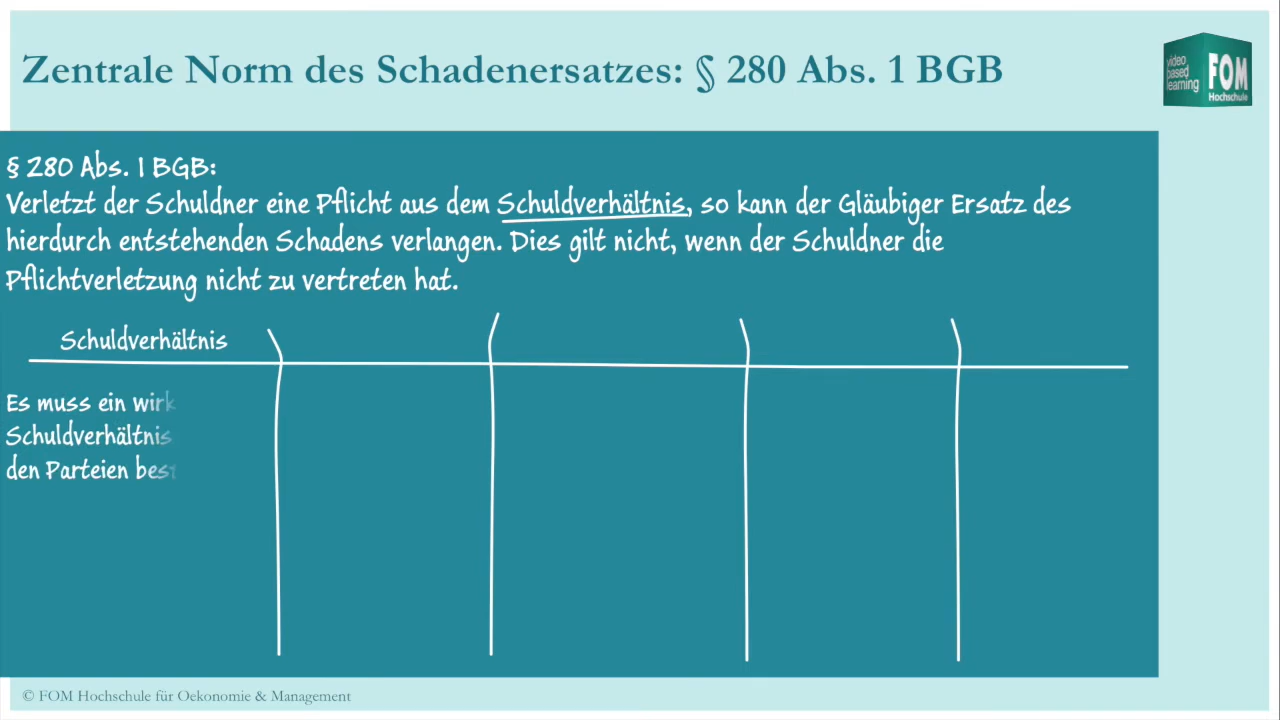 Zentrale Norm des Schadenersatzes: § 280 Abs. 1 BGB
video
based
learning
FOM
Hochschule
§ 280 Abs. 1 BGB:
Verletzt der Schuldner eine Pflicht aus dem Schuldverhältnis, so kann der Gläubiger Ersatz des
hierdurch entstehenden Schadens verlangen. Dies gilt nicht, wenn der Schuldner die
Pflichtverletzung nicht zu vertreten hat.
Schuldverhältnis
Es muss ein wirk
Schuldverhältnis
den Parteien best
© FOM Hochschule für Oekonomie & Management